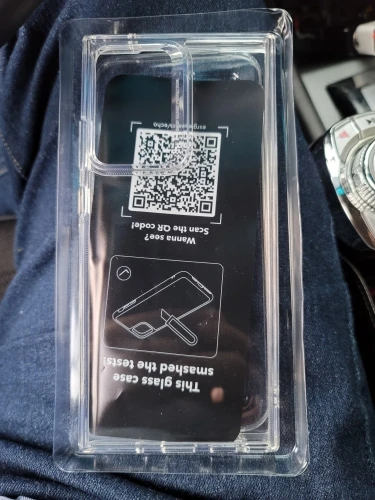 This glass case
smashed the tests!
Wanna see?
Scan the QR code!